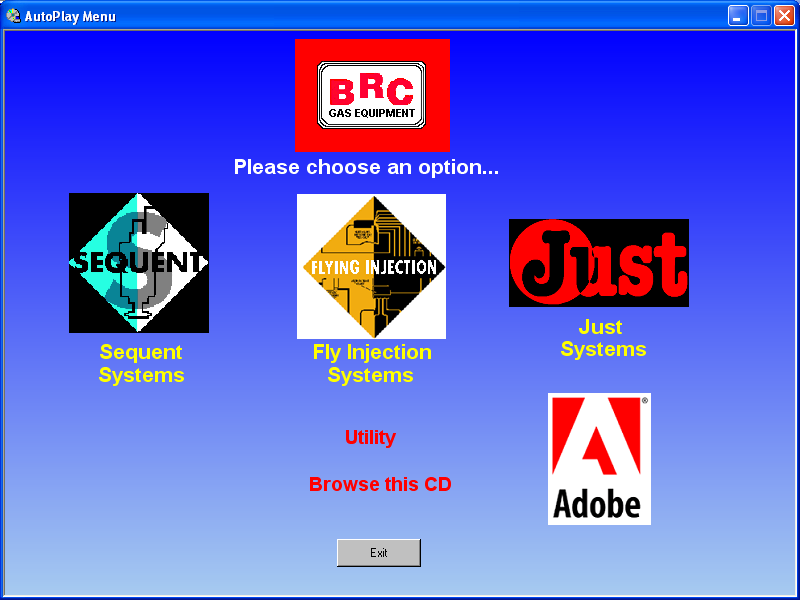 AutoPlay Menu
BRC
GAS EQUIPMENT
Please choose an option...
SEQUENT
FLYING INJECTION
Just
Sequent
Systems
Fly Injection
Systems
Just
Systems
Utility
Browse this CD
®
Adobe
Exit